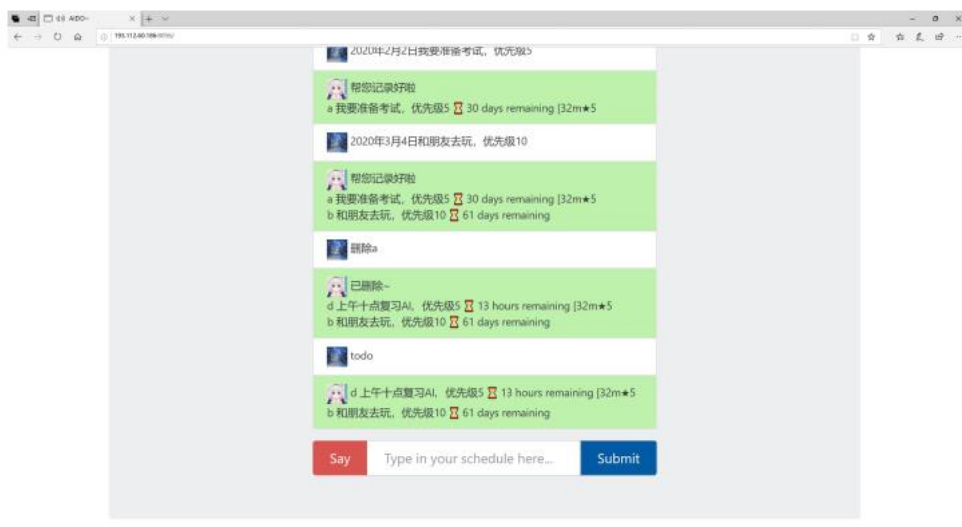 AIDO~
2020年2月2日我要准备考试，优先级5
帮您记录好啦
a 我要准备考试，优先级5 ⌛ 30 days remaining [32m★5
2020年3月4日和朋友去玩，优先级10
帮您记录好啦
a 我要准备考试，优先级5 ⌛ 30 days remaining [32m★5
b 和朋友去玩，优先级10 ⌛ 61 days remaining
删除a
已删除~
d 上午十点复习AI，优先级5 ⌛ 13 hours remaining [32m★5
b 和朋友去玩，优先级10 ⌛ 61 days remaining
todo
d 上午十点复习AI，优先级5 ⌛ 13 hours remaining [32m★5
b 和朋友去玩，优先级10 ⌛ 61 days remaining
Say Type in your schedule here... Submit